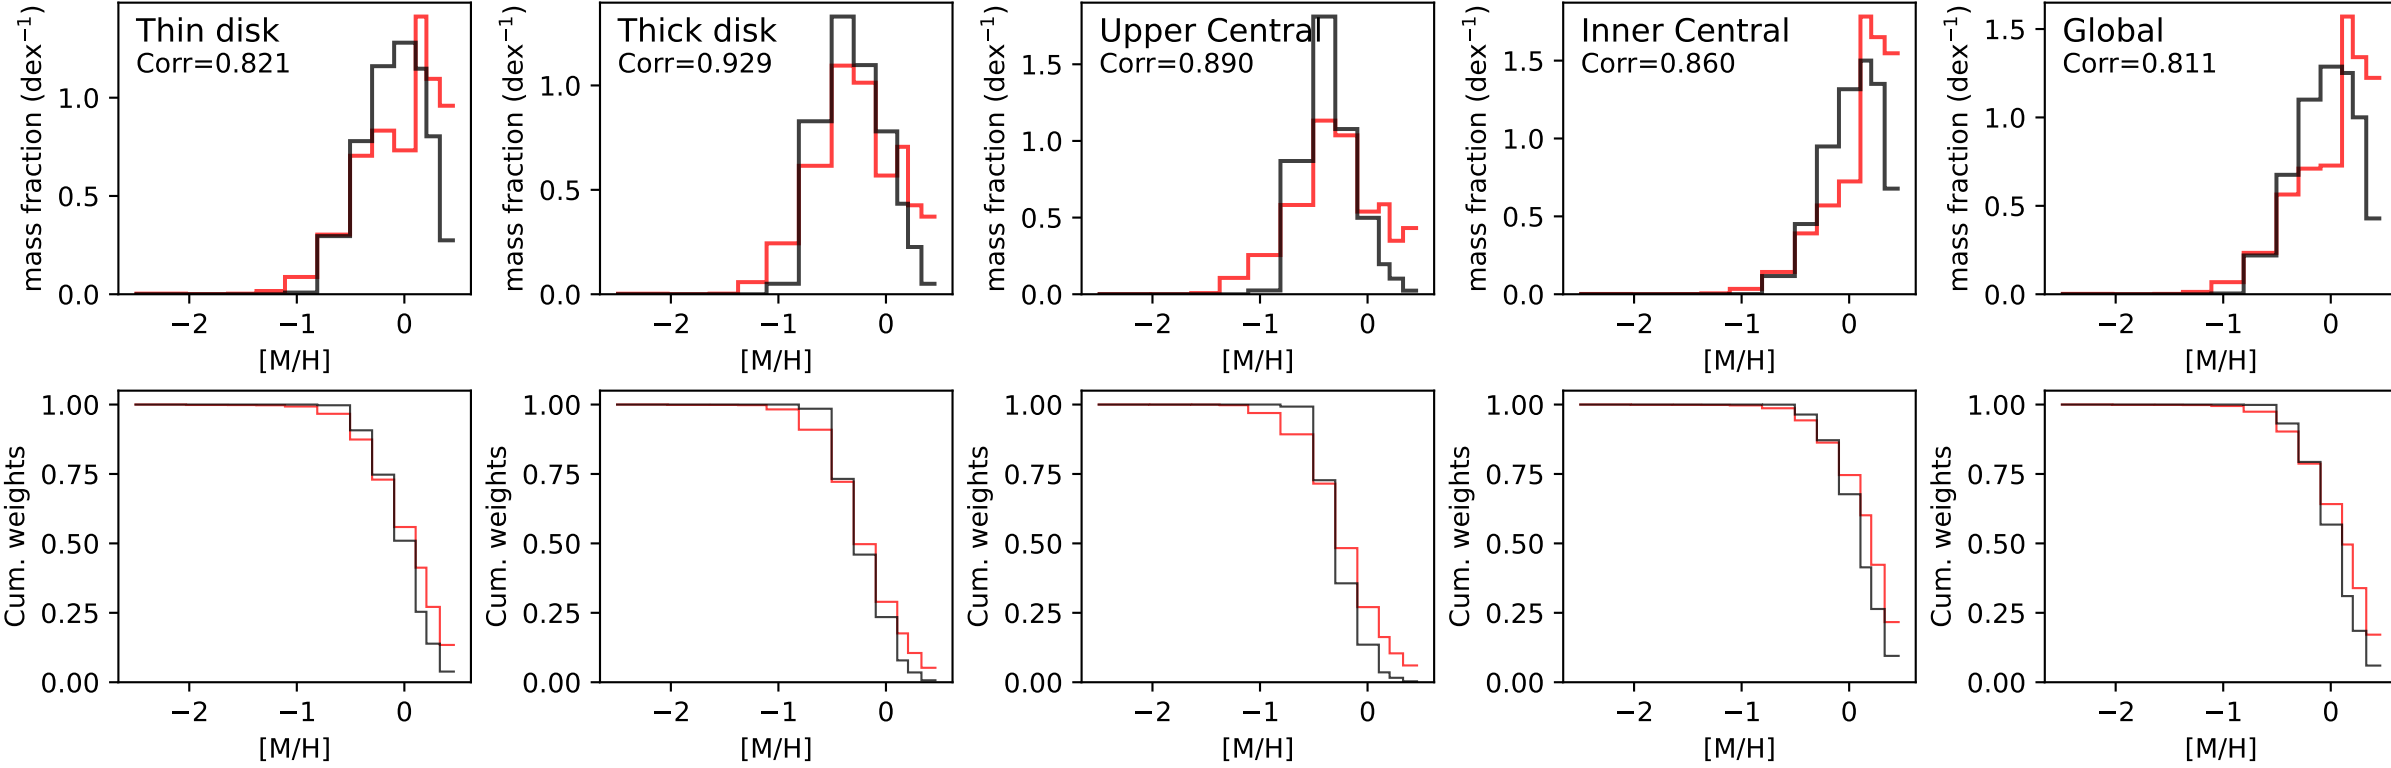 Thin disk
Corr=0.821
mass fraction (dex⁻¹)
1.0
0.5
0.0
−2 −1 0
[M/H]
Thick disk
Corr=0.929
mass fraction (dex⁻¹)
1.0
0.5
0.0
−2 −1 0
[M/H]
Upper Central
Corr=0.890
mass fraction (dex⁻¹)
1.5
1.0
0.5
0.0
−2 −1 0
[M/H]
Inner Central
Corr=0.860
mass fraction (dex⁻¹)
1.5
1.0
0.5
0.0
−2 −1 0
[M/H]
Global
Corr=0.811
mass fraction (dex⁻¹)
1.5
1.0
0.5
0.0
−2 −1 0
[M/H]
Cum. weights
1.00
0.75
0.50
0.25
0.00
−2 −1 0
[M/H]
Cum. weights
1.00
0.75
0.50
0.25
0.00
−2 −1 0
[M/H]
Cum. weights
1.00
0.75
0.50
0.25
0.00
−2 −1 0
[M/H]
Cum. weights
1.00
0.75
0.50
0.25
0.00
−2 −1 0
[M/H]
Cum. weights
1.00
0.75
0.50
0.25
0.00
−2 −1 0
[M/H]